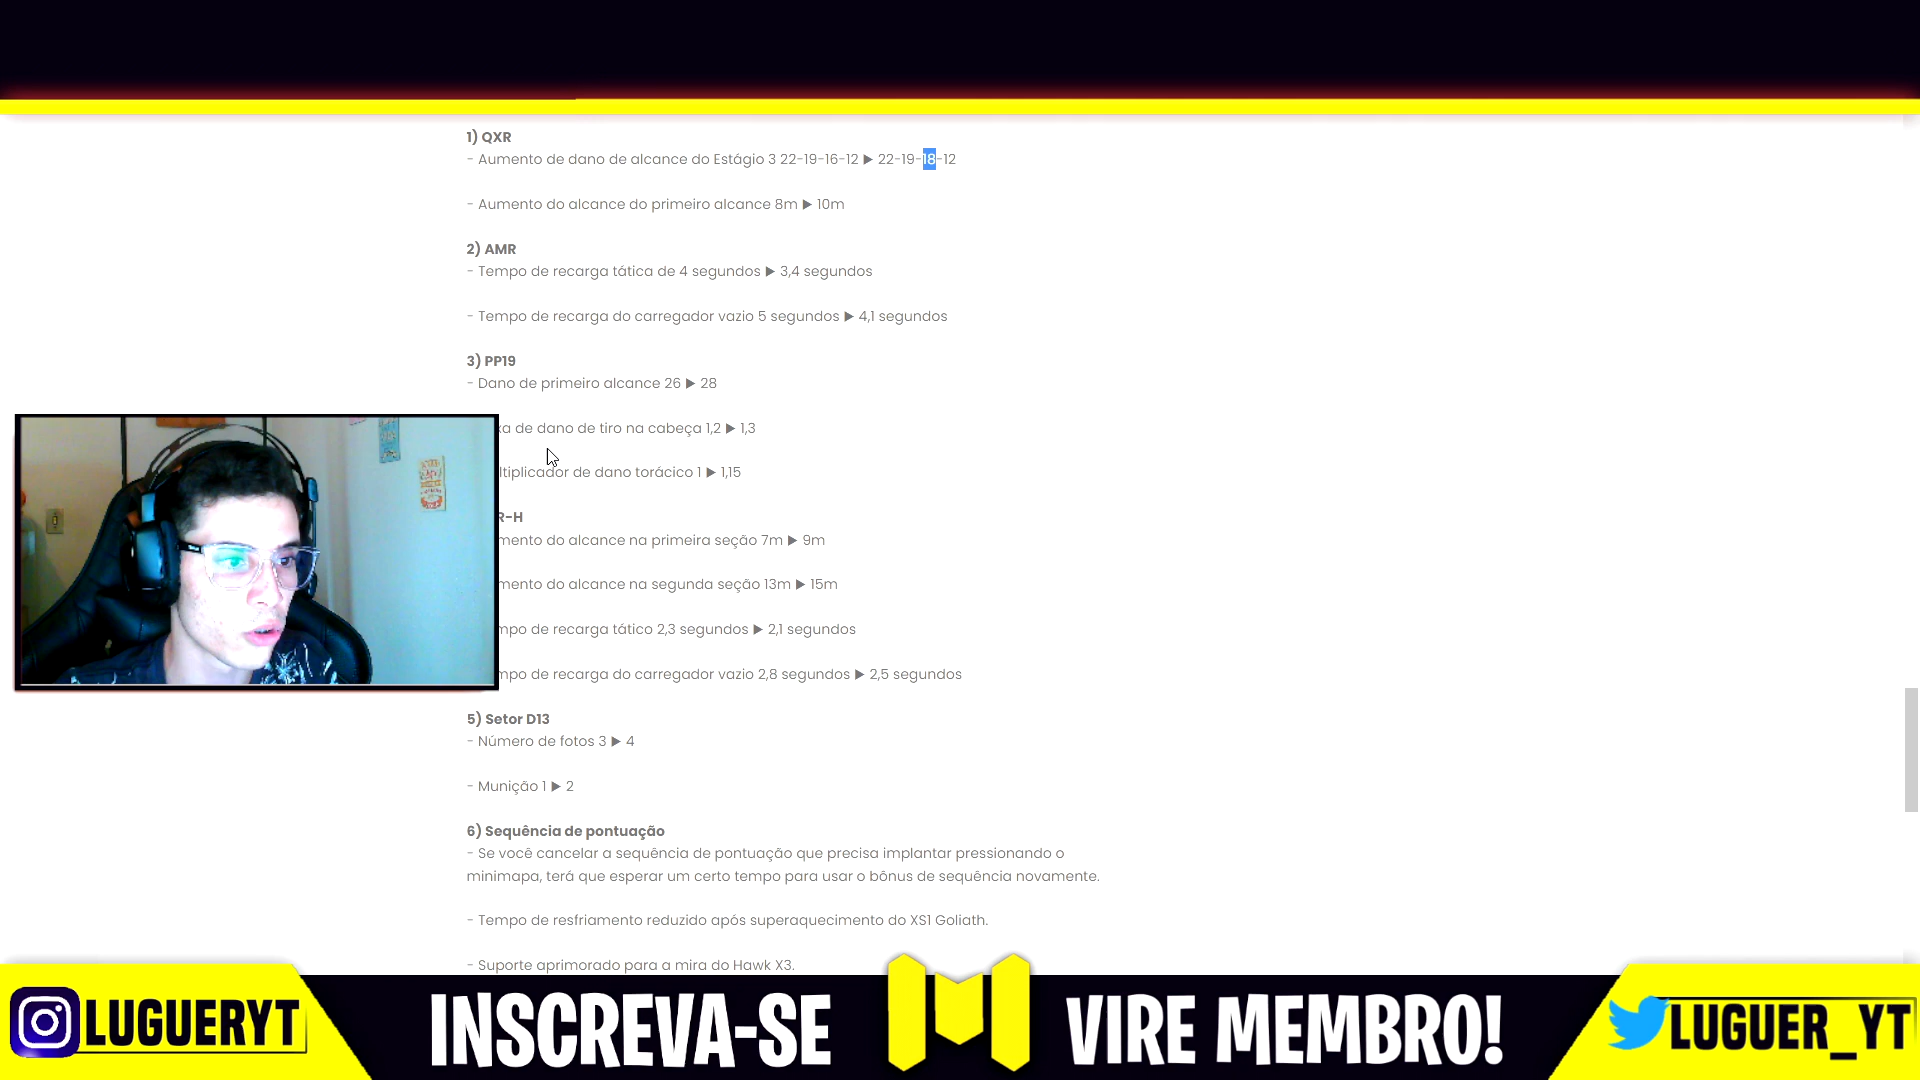 1) QXR
- Aumento de dano de alcance do Estágio 3 22-19-16-12 ▶ 22-19-18-12
- Aumento do alcance do primeiro alcance 8m ▶ 10m
2) AMR
- Tempo de recarga tática de 4 segundos ▶ 3,4 segundos
- Tempo de recarga do carregador vazio 5 segundos ▶ 4,1 segundos
3) PP19
- Dano de primeiro alcance 26 ▶ 28
xa de dano de tiro na cabeça 1,2 ▶ 1,3
ltiplicador de dano torácico 1 ▶ 1,15
R-H
mento do alcance na primeira seção 7m ▶ 9m
mento do alcance na segunda seção 13m ▶ 15m
mpo de recarga tático 2,3 segundos ▶ 2,1 segundos
mpo de recarga do carregador vazio 2,8 segundos ▶ 2,5 segundos
5) Setor D13
- Número de fotos 3 ▶ 4
- Munição 1 ▶ 2
6) Sequência de pontuação
- Se você cancelar a sequência de pontuação que precisa implantar pressionando o
minimapa, terá que esperar um certo tempo para usar o bônus de sequência novamente.
- Tempo de resfriamento reduzido após superaquecimento do XS1 Goliath.
- Suporte aprimorado para a mira do Hawk X3.
LUGUERYT
INSCREVA-SE
VIRE MEMBRO!
LUGUER_YT